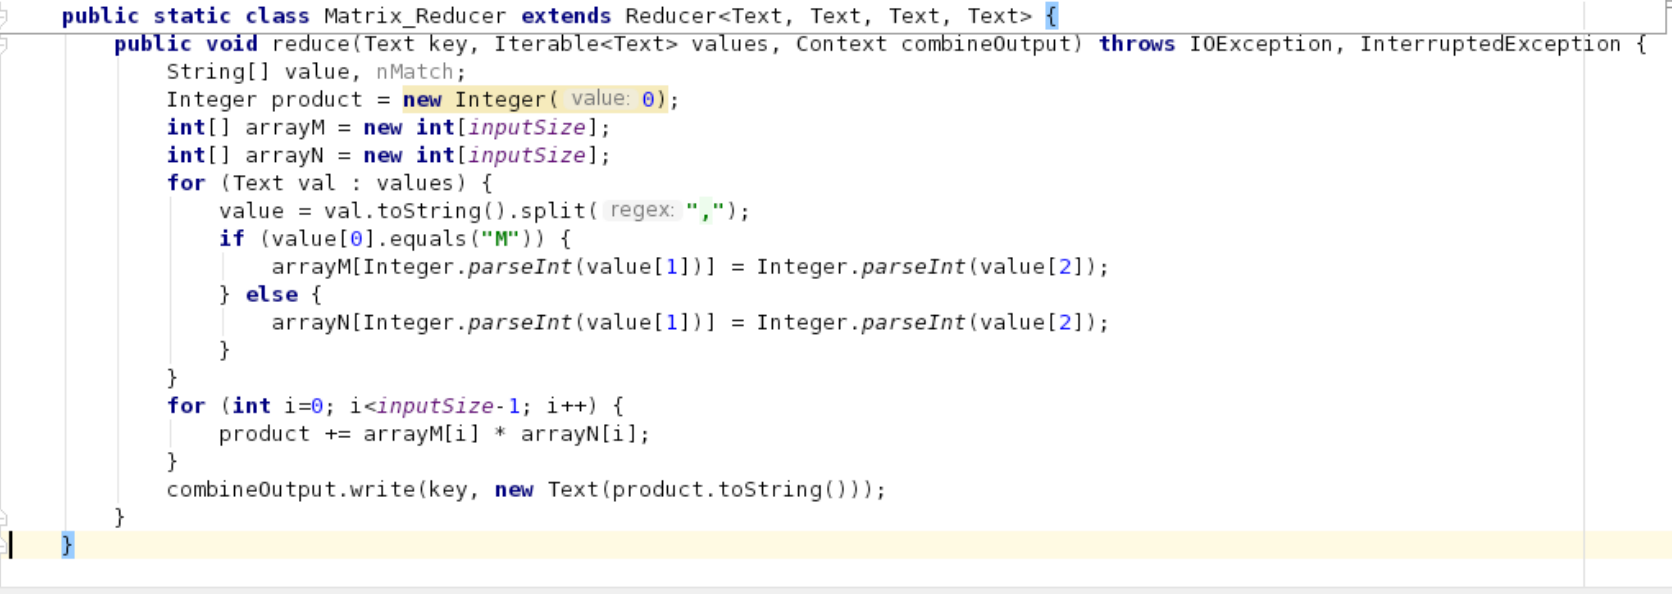 public static class Matrix_Reducer extends Reducer<Text, Text, Text, Text> {
    public void reduce(Text key, Iterable<Text> values, Context combineOutput) throws IOException, InterruptedException {
        String[] value, nMatch;
        Integer product = new Integer( value: 0);
        int[] arrayM = new int[inputSize];
        int[] arrayN = new int[inputSize];
        for (Text val : values) {
            value = val.toString().split( regex: ",");
            if (value[0].equals("M")) {
                arrayM[Integer.parseInt(value[1])] = Integer.parseInt(value[2]);
            } else {
                arrayN[Integer.parseInt(value[1])] = Integer.parseInt(value[2]);
            }
        }
        for (int i=0; i<inputSize-1; i++) {
            product += arrayM[i] * arrayN[i];
        }
        combineOutput.write(key, new Text(product.toString()));
    }
}